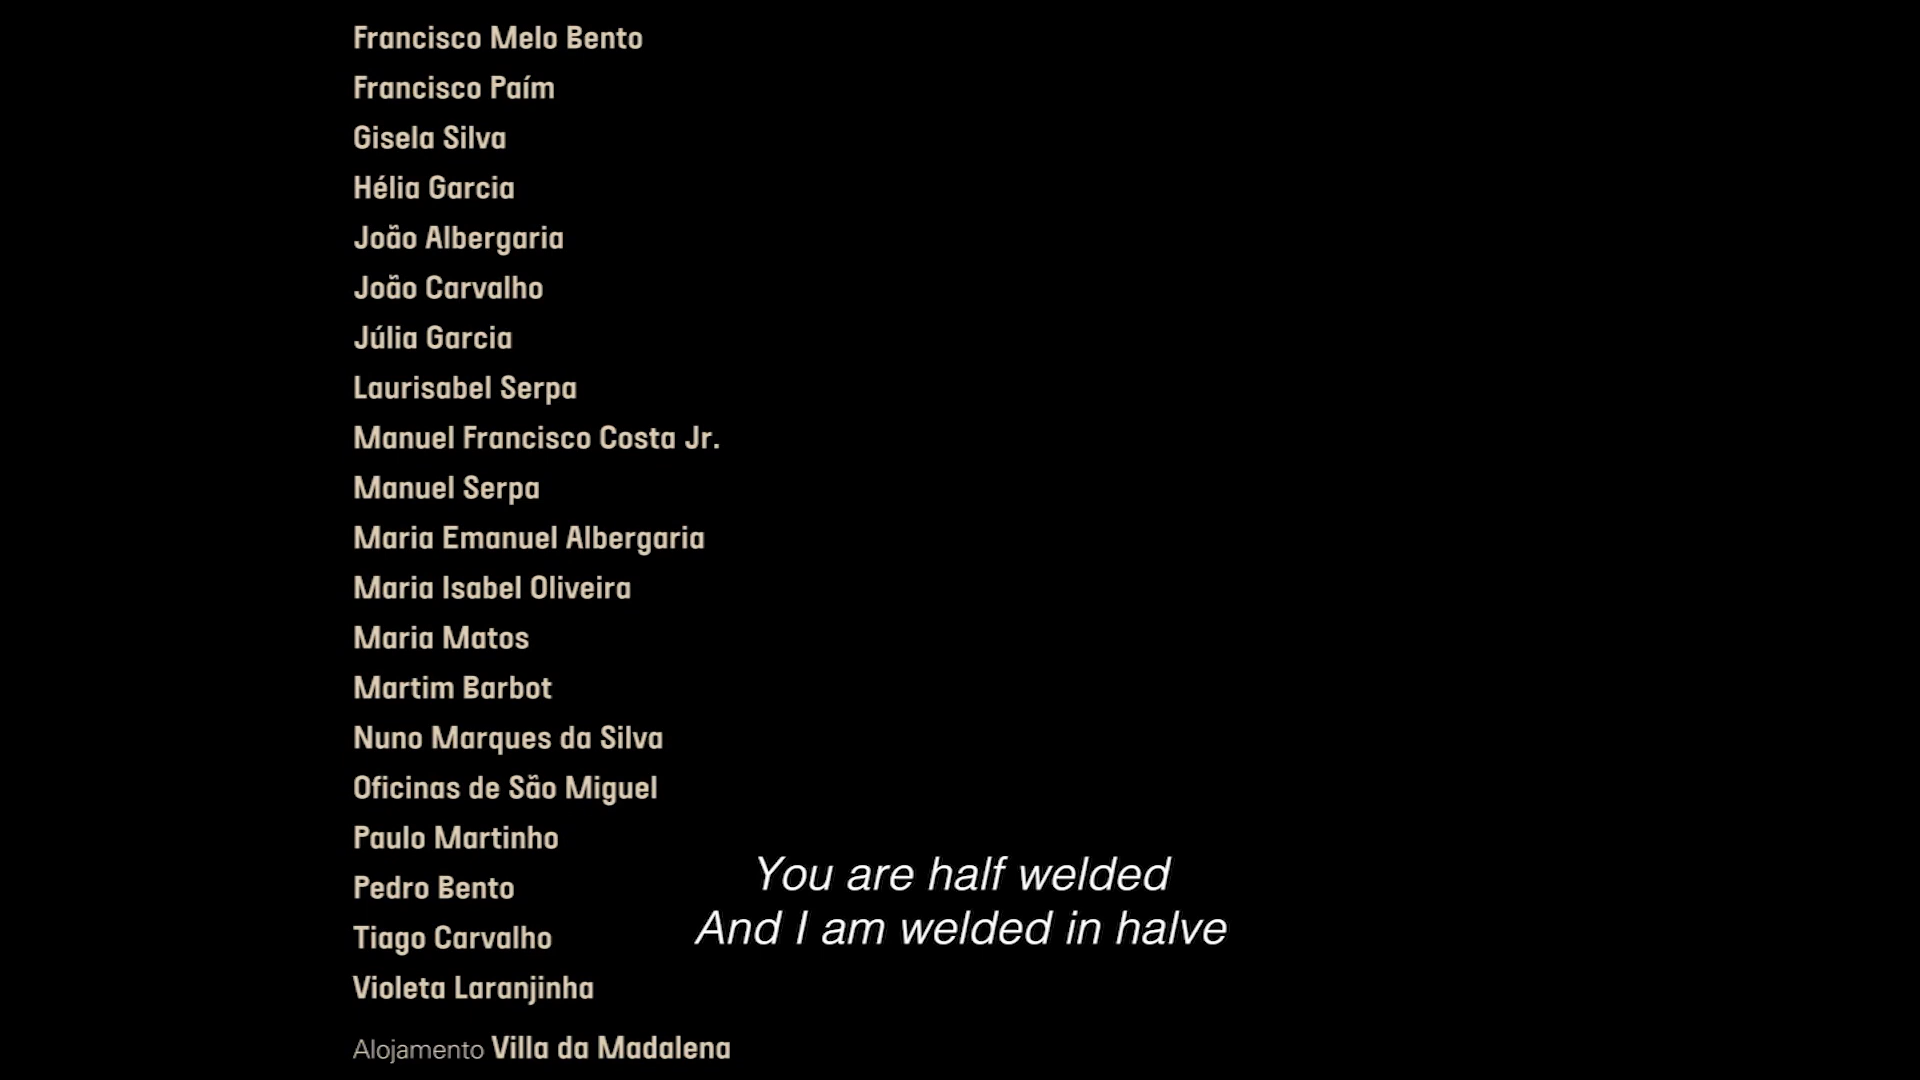 Francisco Melo Bento
Francisco Paím
Gisela Silva
Hélia Garcia
João Albergaria
João Carvalho
Júlia Garcia
Laurisabel Serpa
Manuel Francisco Costa Jr.
Manuel Serpa
Maria Emanuel Albergaria
Maria Isabel Oliveira
Maria Matos
Martim Barbot
Nuno Marques da Silva
Oficinas de São Miguel
Paulo Martinho
Pedro Bento
Tiago Carvalho
Violeta Laranjinha
Alojamento Villa da Madalena
You are half welded
And I am welded in halve